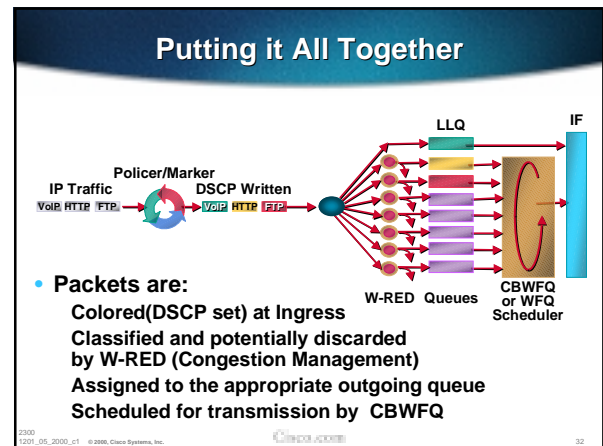 Putting it All Together
LLQ
IF
Policer/Marker
IP Traffic
DSCP Written
VoIP HTTP FTP
VoIP HTTP FTP
W-RED Queues
CBWFQ
or WFQ
Scheduler
• Packets are:
Colored(DSCP set) at Ingress
Classified and potentially discarded
by W-RED (Congestion Management)
Assigned to the appropriate outgoing queue
Scheduled for transmission by CBWFQ
2300
1201_05_2000_c1 © 2000, Cisco Systems, Inc.
32